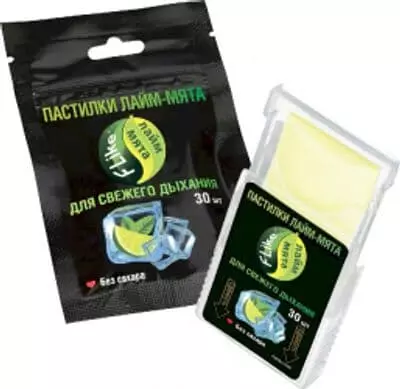 ПАСТИЛКИ ЛАЙМ-МЯТА
FLike
лайм
мята
ДЛЯ СВЕЖЕГО ДЫХАНИЯ
30 шт
Без сахара
ПАСТИЛКИ ЛАЙМ-МЯТА
FLike
лайм
мята
ДЛЯ СВЕЖЕГО ДЫХАНИЯ
30 шт
Без сахара